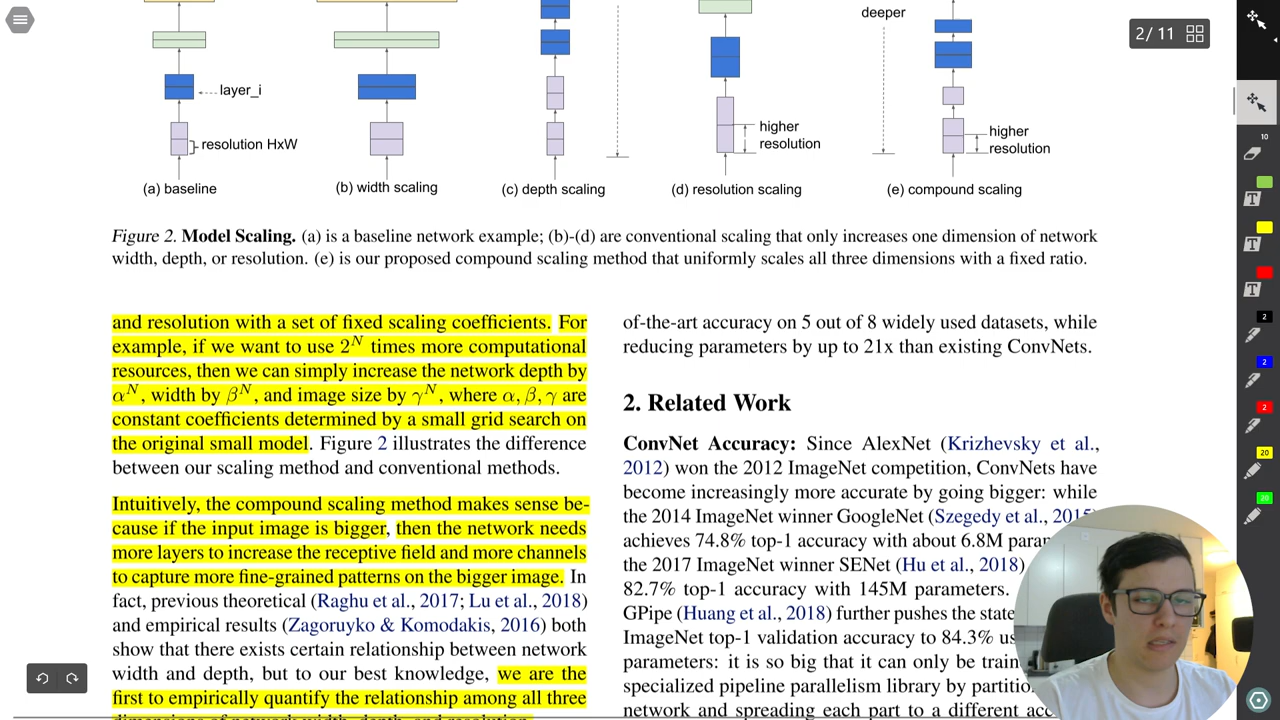 deeper
2/ 11
layer_i
resolution HxW
higher
resolution
higher
resolution
(a) baseline
(b) width scaling
(c) depth scaling
(d) resolution scaling
(e) compound scaling
Figure 2. Model Scaling. (a) is a baseline network example; (b)-(d) are conventional scaling that only increases one dimension of network
width, depth, or resolution. (e) is our proposed compound scaling method that uniformly scales all three dimensions with a fixed ratio.
and resolution with a set of fixed scaling coefficients. For
example, if we want to use 2^N times more computational
resources, then we can simply increase the network depth by
α^N, width by β^N, and image size by γ^N, where α, β, γ are
constant coefficients determined by a small grid search on
the original small model. Figure 2 illustrates the difference
between our scaling method and conventional methods.
Intuitively, the compound scaling method makes sense be-
cause if the input image is bigger, then the network needs
more layers to increase the receptive field and more channels
to capture more fine-grained patterns on the bigger image. In
fact, previous theoretical (Raghu et al., 2017; Lu et al., 2018)
and empirical results (Zagoruyko & Komodakis, 2016) both
show that there exists certain relationship between network
width and depth, but to our best knowledge, we are the
first to empirically quantify the relationship among all three
dimensions of network width, depth, and resolution.
of-the-art accuracy on 5 out of 8 widely used datasets, while
reducing parameters by up to 21x than existing ConvNets.
2. Related Work
ConvNet Accuracy: Since AlexNet (Krizhevsky et al.,
2012) won the 2012 ImageNet competition, ConvNets have
become increasingly more accurate by going bigger: while
the 2014 ImageNet winner GoogleNet (Szegedy et al., 2015)
achieves 74.8% top-1 accuracy with about 6.8M
the 2017 ImageNet winner SENet (Hu et al., 2018)
82.7% top-1 accuracy with 145M parameters.
GPipe (Huang et al., 2018) further pushes the state
ImageNet top-1 validation accuracy to 84.3%
parameters: it is so big that it can only be
specialized pipeline parallelism library by
network and spreading each part to a different
10
T
T
T
2
2
2
20
30